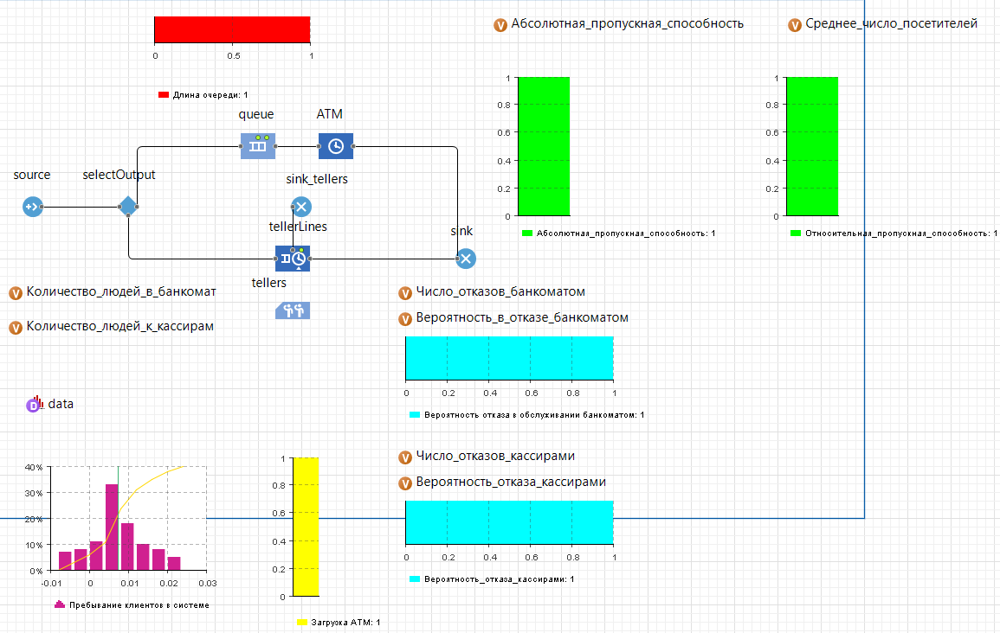 V Абсолютная_пропускная_способность
V Среднее_число_посетителей
0 0.5 1
Длина очереди: 1
queue
ATM
source
selectOutput
sink_tellers
tellerLines
sink
tellers
1
0.8
0.6
0.4
0.2
0
Абсолютная_пропускная_способность: 1
1
0.8
0.6
0.4
0.2
0
Относительная_пропускная_способность: 1
V Количество_людей_в_банкомат
V Количество_людей_к_кассирам
V Число_отказов_банкоматом
V Вероятность_в_отказе_банкоматом
0 0.2 0.4 0.6 0.8 1
Вероятность отказа в обслуживании банкоматом: 1
D data
40%
30%
20%
10%
0%
-0.01 0 0.01 0.02 0.03
Пребывание клиентов в системе
1
0.8
0.6
0.4
0.2
0
Загрузка АТМ: 1
V Число_отказов_кассирами
V Вероятность_отказа_кассирами
0 0.2 0.4 0.6 0.8 1
Вероятность_отказа_кассирами: 1